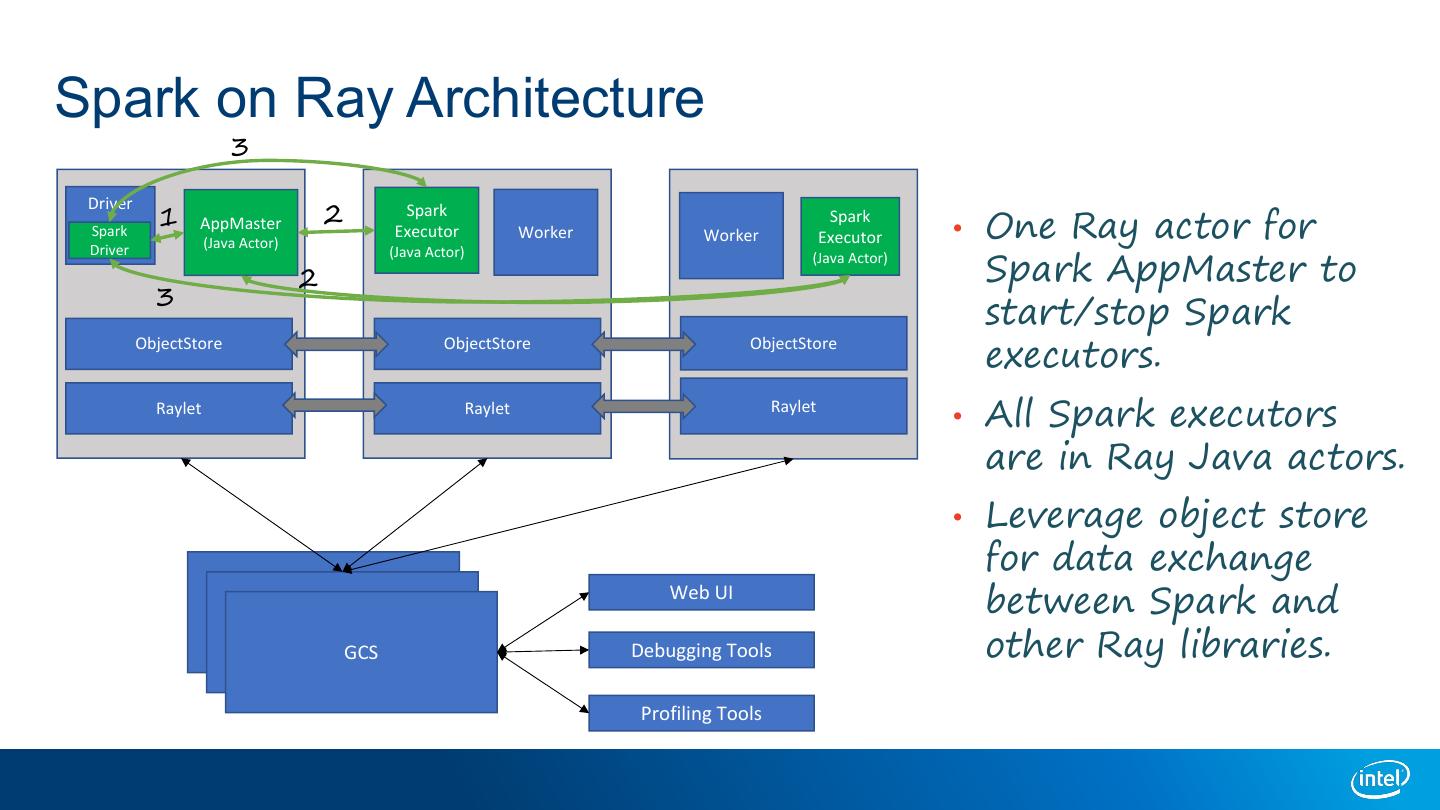 Spark on Ray Architecture
3
Driver
Spark
Driver
1
AppMaster
(Java Actor)
2
Spark
Executor
(Java Actor)
Worker
Worker
Spark
Executor
(Java Actor)
2
3
ObjectStore
ObjectStore
ObjectStore
Raylet
Raylet
Raylet
GCS
Web UI
Debugging Tools
Profiling Tools
• One Ray actor for
Spark AppMaster to
start/stop Spark
executors.
• All Spark executors
are in Ray Java actors.
• Leverage object store
for data exchange
between Spark and
other Ray libraries.
intel